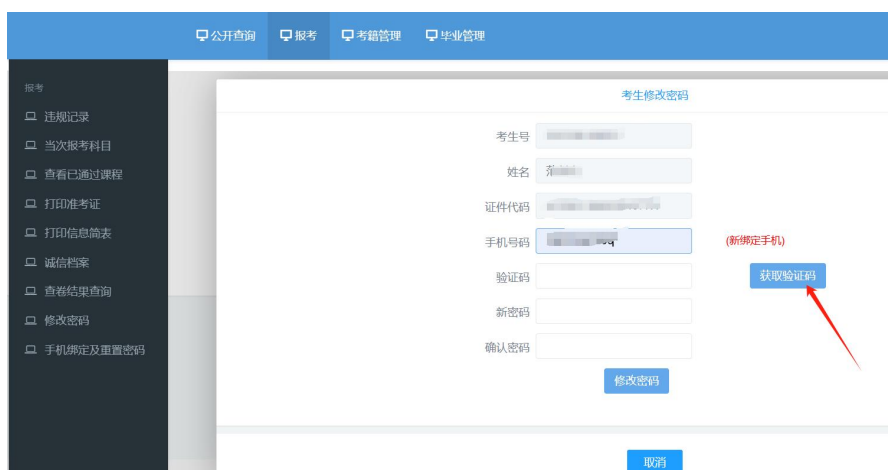 公开查询 报考 考籍管理 毕业管理
报考
违规记录
当次报考科目
查看已通过课程
打印准考证
打印信息简表
诚信档案
查卷结果查询
修改密码
手机绑定及重置密码
考生修改密码
考生号
姓名
证件代码
手机号码 (新绑定手机)
验证码 获取验证码
新密码
确认密码
修改密码
取消